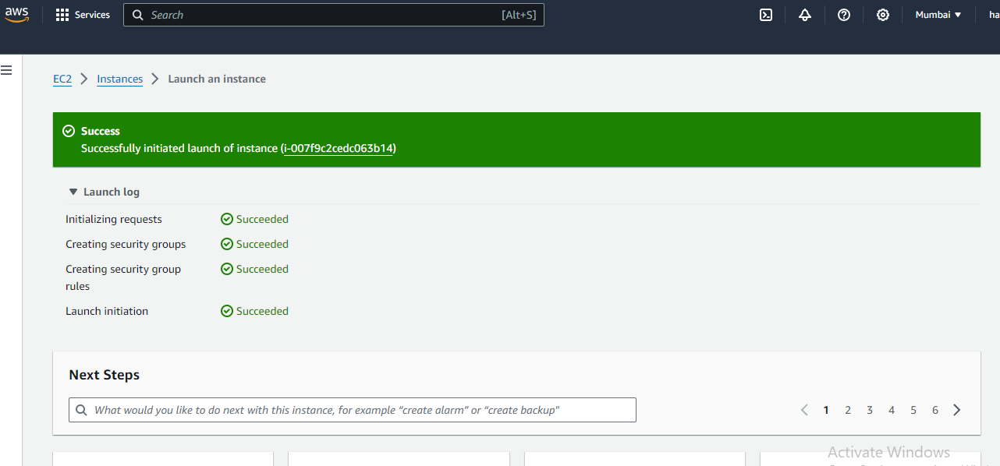 aws
Services
Search
[Alt+S]
Mumbai
ha
EC2 > Instances > Launch an instance
Success
Successfully initiated launch of instance (i-007f9c2cedc063b14)
Launch log
Initializing requests
Succeeded
Creating security groups
Succeeded
Creating security group
rules
Succeeded
Launch initiation
Succeeded
Next Steps
What would you like to do next with this instance, for example “create alarm” or “create backup"
1 2 3 4 5 6
Activate Windows